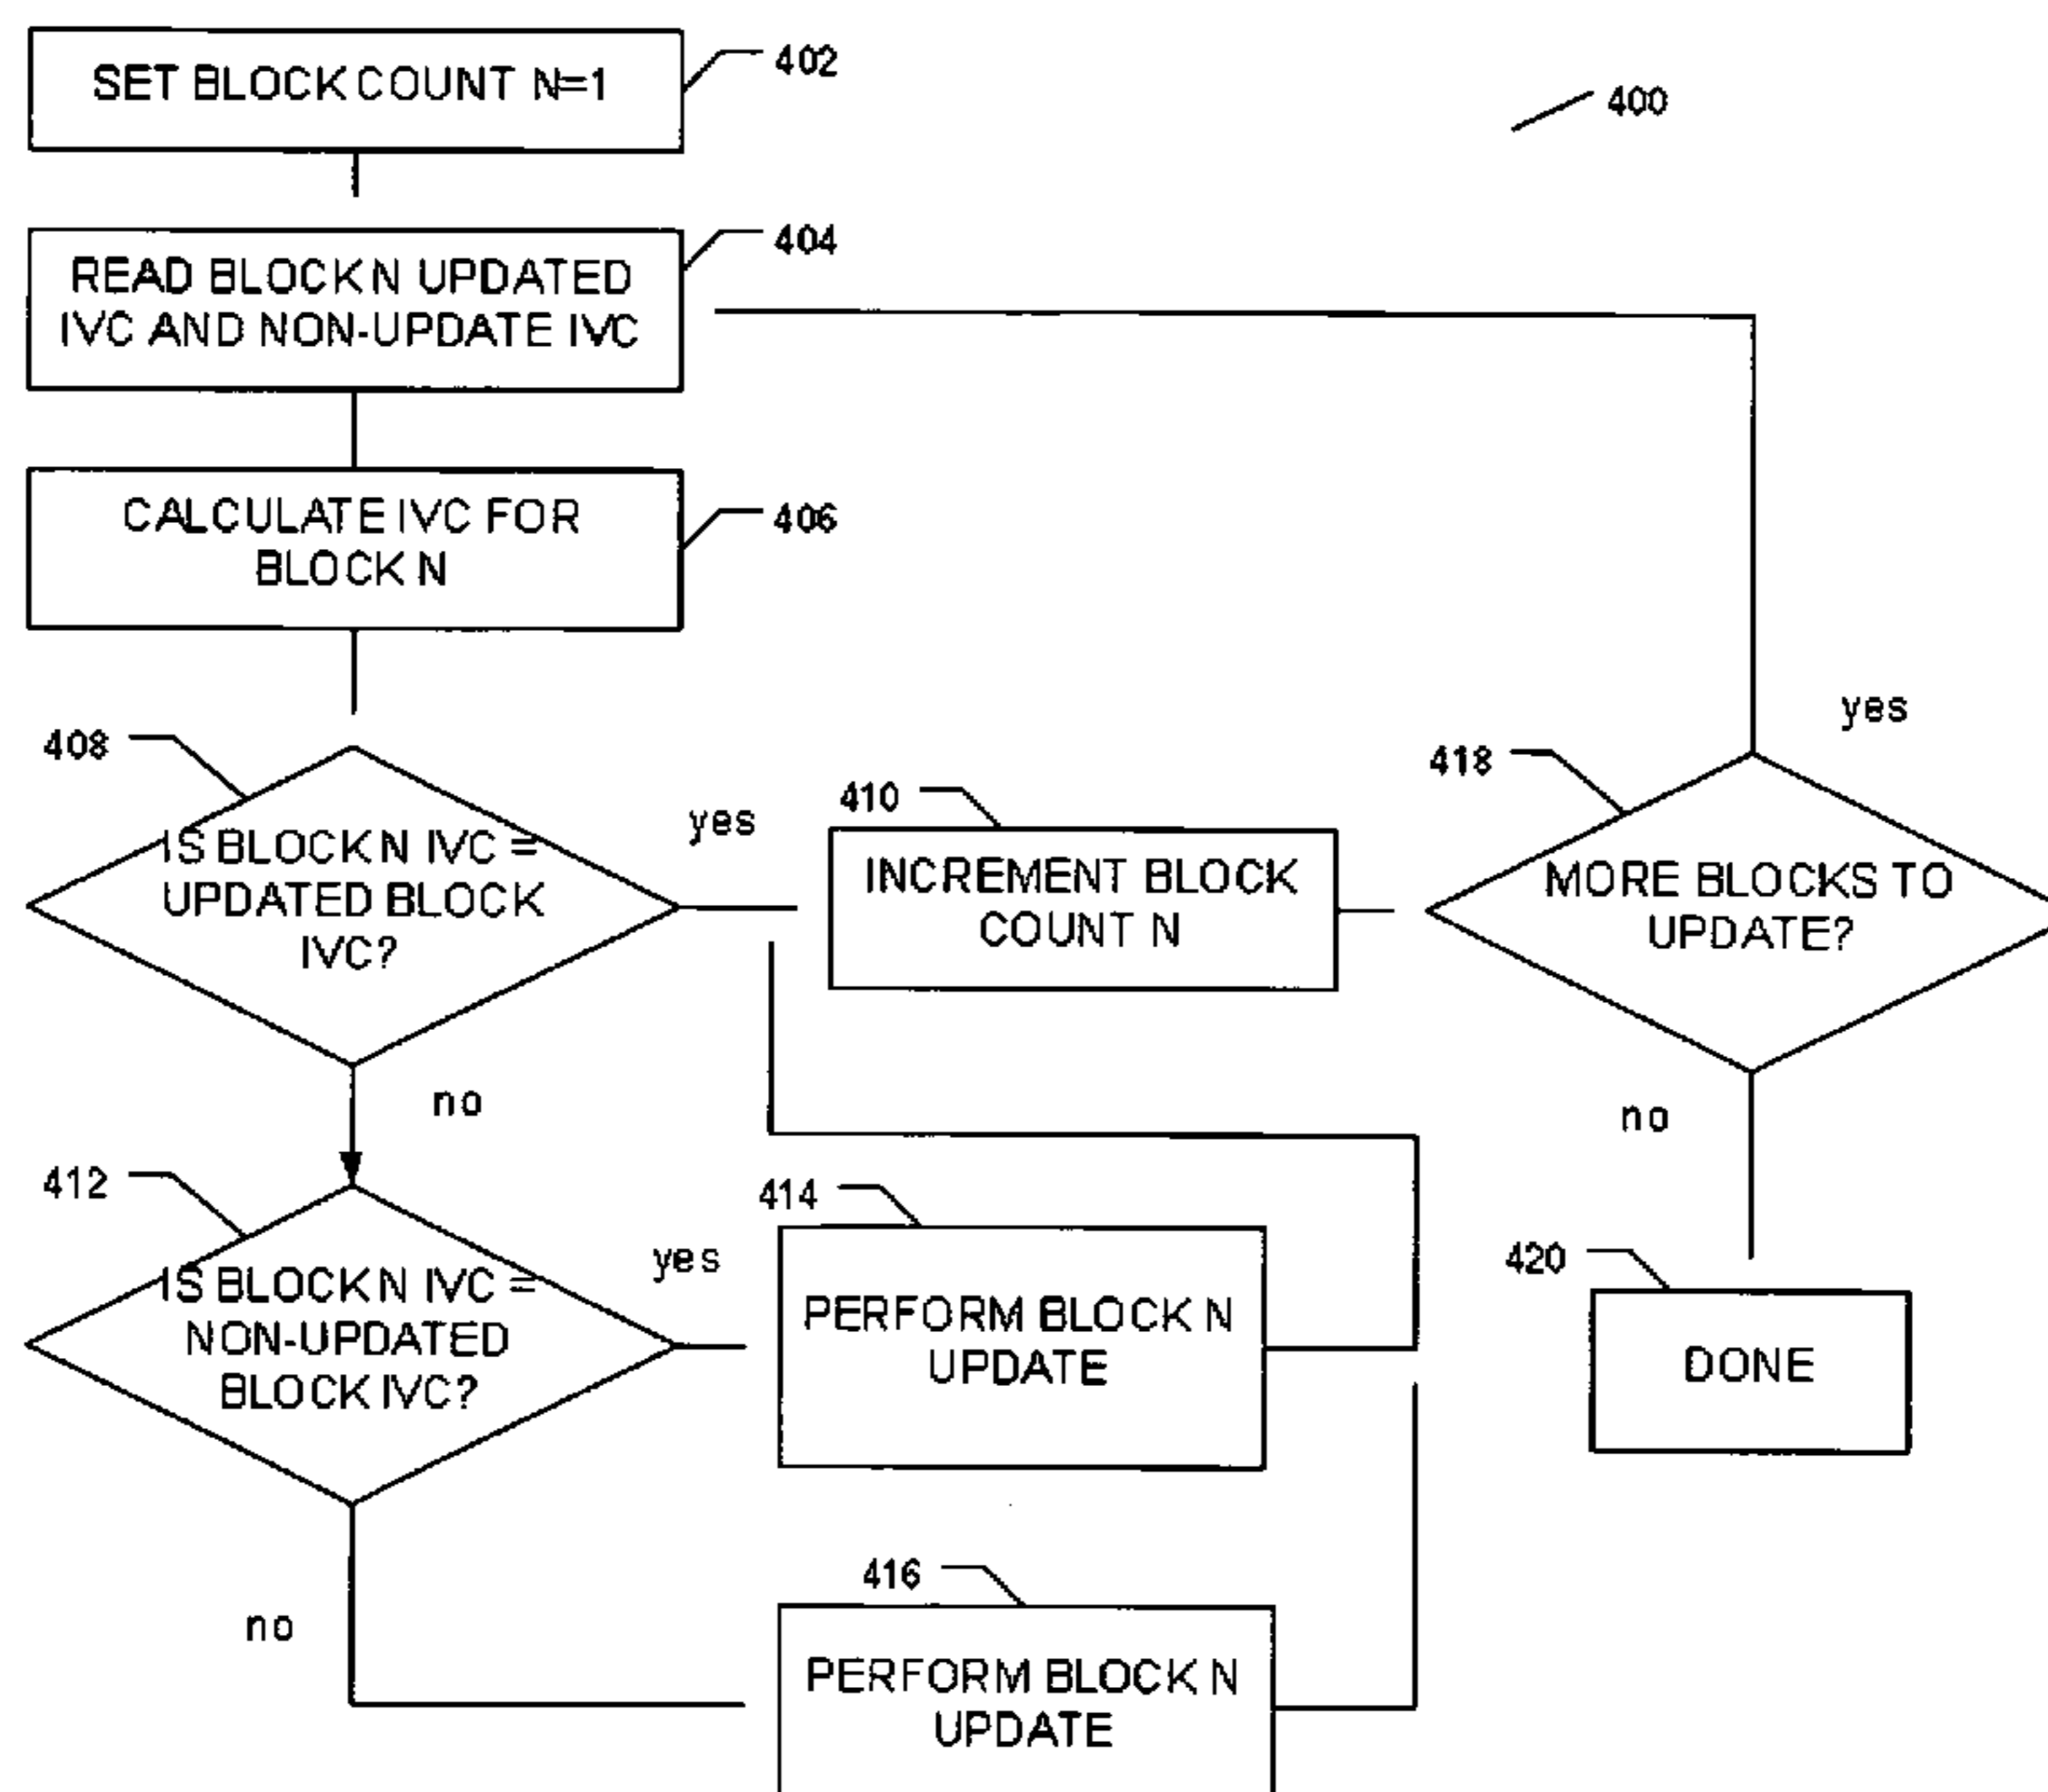 SET BLOCK COUNT N=1
402
400
READ BLOCK N UPDATED
IVC AND NON-UPDATE IVC
404
CALCULATE IVC FOR
BLOCK N
406
408
IS BLOCK N IVC =
UPDATED BLOCK
IVC?
yes
no
410
INCREMENT BLOCK
COUNT N
418
MORE BLOCKS TO
UPDATE?
yes
no
412
IS BLOCK N IVC =
NON-UPDATED
BLOCK IVC?
yes
no
414
PERFORM BLOCK N
UPDATE
420
DONE
416
PERFORM BLOCK N
UPDATE